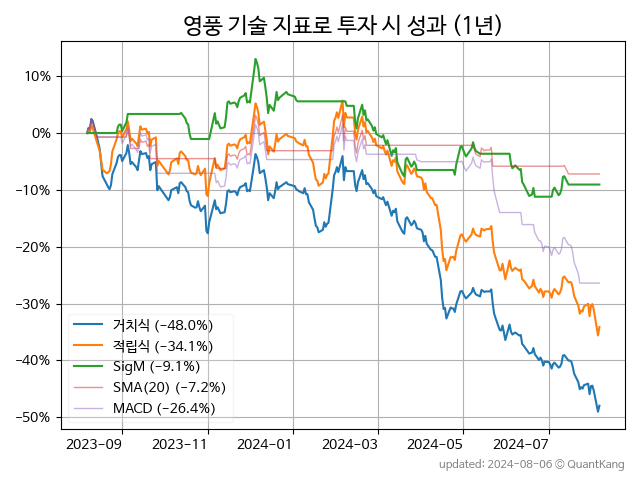 영풍 기술 지표로 투자 시 성과 (1년)
10%
0%
−10%
−20%
−30%
−40%
−50%
거치식 (−48.0%)
적립식 (−34.1%)
SigM (−9.1%)
SMA(20) (−7.2%)
MACD (−26.4%)
2023-09 2023-11 2024-01 2024-03 2024-05 2024-07
updated: 2024-08-06 © QuantKang